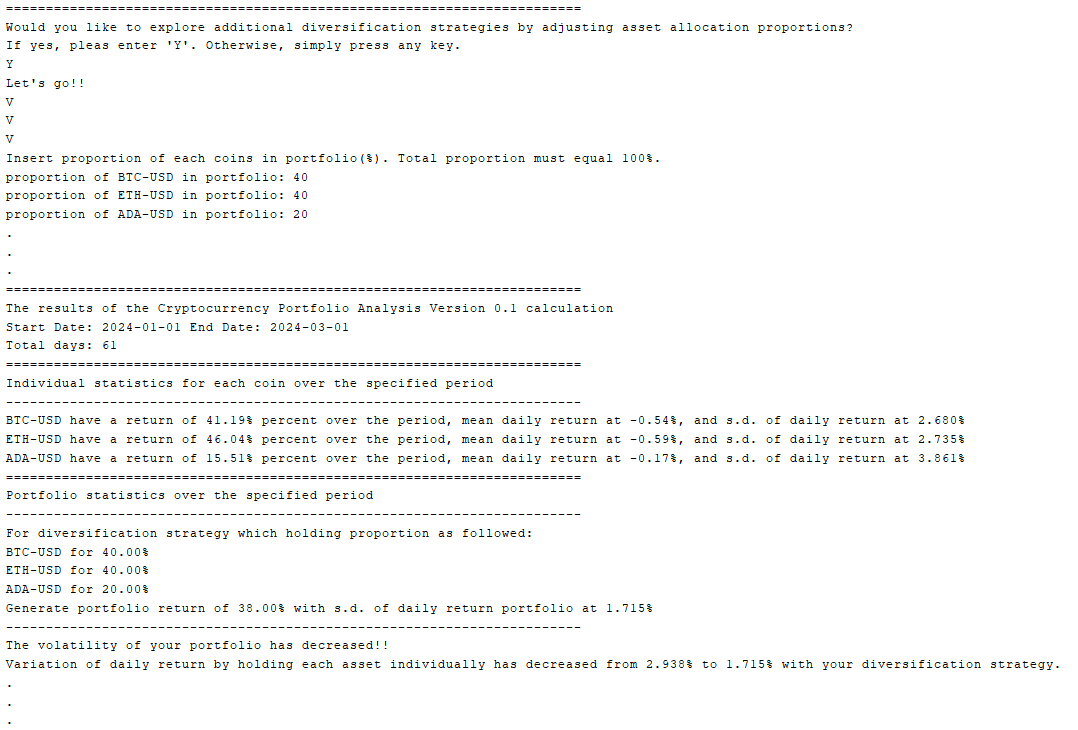 ========================================================================
Would you like to explore additional diversification strategies by adjusting asset allocation proportions?
If yes, pleas enter 'Y'. Otherwise, simply press any key.
Y
Let's go!!
V
V
V
Insert proportion of each coins in portfolio(%). Total proportion must equal 100%.
proportion of BTC-USD in portfolio: 40
proportion of ETH-USD in portfolio: 40
proportion of ADA-USD in portfolio: 20
.
.
.
========================================================================
The results of the Cryptocurrency Portfolio Analysis Version 0.1 calculation
Start Date: 2024-01-01 End Date: 2024-03-01
Total days: 61
========================================================================
Individual statistics for each coin over the specified period
------------------------------------------------------------------------
BTC-USD have a return of 41.19% percent over the period, mean daily return at -0.54%, and s.d. of daily return at 2.680%
ETH-USD have a return of 46.04% percent over the period, mean daily return at -0.59%, and s.d. of daily return at 2.735%
ADA-USD have a return of 15.51% percent over the period, mean daily return at -0.17%, and s.d. of daily return at 3.861%
========================================================================
Portfolio statistics over the specified period
------------------------------------------------------------------------
For diversification strategy which holding proportion as followed:
BTC-USD for 40.00%
ETH-USD for 40.00%
ADA-USD for 20.00%
Generate portfolio return of 38.00% with s.d. of daily return portfolio at 1.715%
------------------------------------------------------------------------
The volatility of your portfolio has decreased!!
Variation of daily return by holding each asset individually has decreased from 2.938% to 1.715% with your diversification strategy.
.
.
.